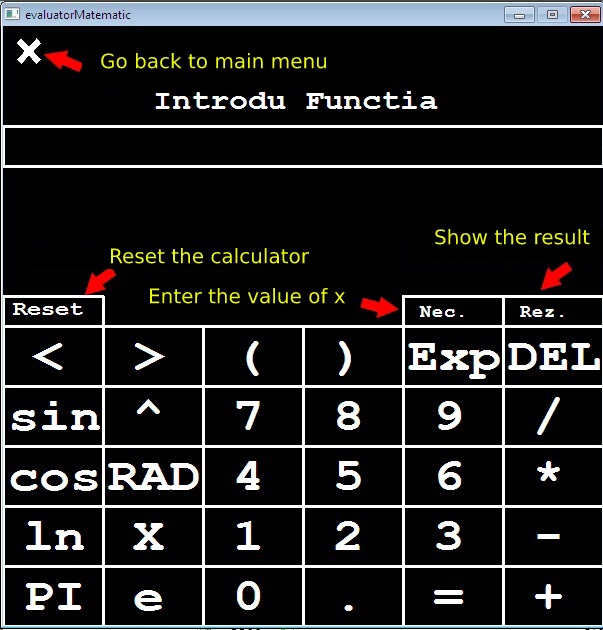 evaluatorMatematic
X
Go back to main menu
Introdu Functia
Show the result
Reset the calculator
Enter the value of x
Reset Nec. Rez.
< > ( ) Exp DEL
sin ^ 7 8 9 /
cos RAD 4 5 6 *
ln X 1 2 3 -
PI e 0 . = +